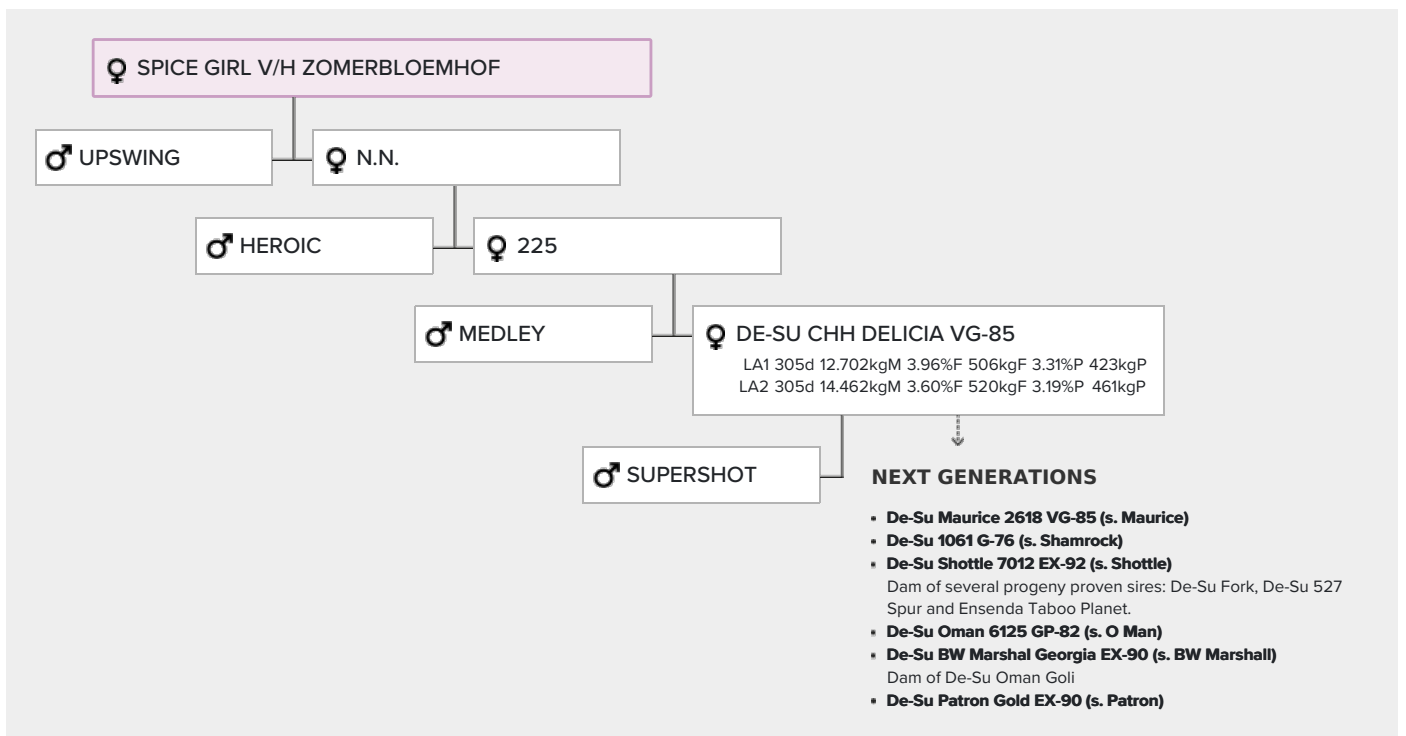 ♀ SPICE GIRL V/H ZOMERBLOEMHOF
♂ UPSWING
♀ N.N.
♂ HEROIC
♀ 225
♂ MEDLEY
♀ DE-SU CHH DELICIA VG-85
LA1 305d 12.702kgM 3.96%F 506kgF 3.31%P 423kgP
LA2 305d 14.462kgM 3.60%F 520kgF 3.19%P 461kgP
♂ SUPERSHOT
NEXT GENERATIONS
• De-Su Maurice 2618 VG-85 (s. Maurice)
• De-Su 1061 G-76 (s. Shamrock)
• De-Su Shottle 7012 EX-92 (s. Shottle)
Dam of several progeny proven sires: De-Su Fork, De-Su 527
Spur and Ensenda Taboo Planet.
• De-Su Oman 6125 GP-82 (s. O Man)
• De-Su BW Marshal Georgia EX-90 (s. BW Marshall)
Dam of De-Su Oman Goli
• De-Su Patron Gold EX-90 (s. Patron)